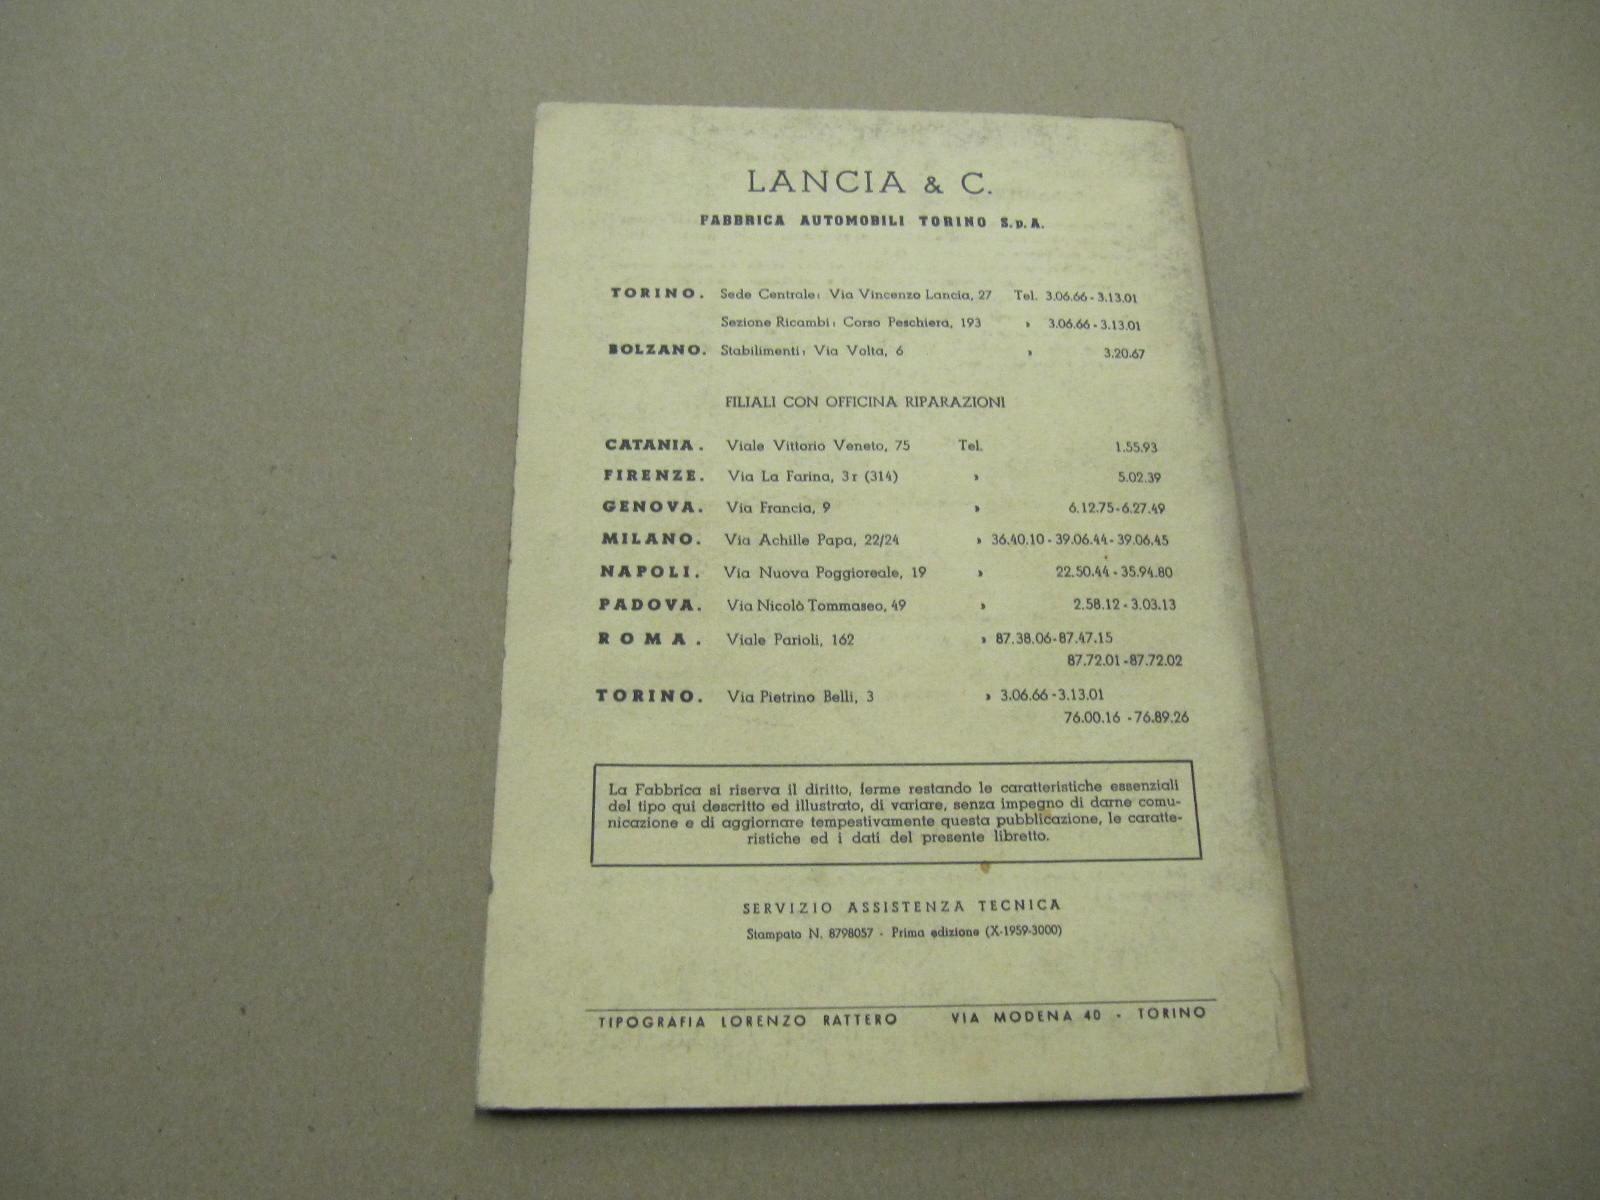 LANCIA & C.
FABBRICA AUTOMOBILI TORINO S.p.A.
TORINO. Sede Centrale: Via Vincenzo Lancia, 27 Tel. 3.06.66 - 3.13.01
Sezione Ricambi: Corso Peschiera, 193 » 3.06.66 - 3.13.01
BOLZANO. Stabilimenti: Via Volta, 6 » 3.20.67
FILIALI CON OFFICINA RIPARAZIONI
CATANIA. Viale Vittorio Veneto, 75 Tel. 1.55.93
FIRENZE. Via La Farina, 3r (314) » 5.02.39
GENOVA. Via Francia, 9 » 6.12.75 - 6.27.49
MILANO. Via Achille Papa, 22/24 » 36.40.10 - 39.06.44 - 39.06.45
NAPOLI. Via Nuova Poggioreale, 19 » 22.50.44 - 35.94.80
PADOVA. Via Nicolò Tommaseo, 49 » 2.58.12 - 3.03.13
ROMA. Viale Parioli, 162 » 87.38.06 - 87.47.15
87.72.01 - 87.72.02
TORINO. Via Pietrino Belli, 3 » 3.06.66 - 3.13.01
76.00.16 - 76.89.26
La Fabbrica si riserva il diritto, ferme restando le caratteristiche essenziali
del tipo qui descritto ed illustrato, di variare, senza impegno di darne comu-
nicazione e di aggiornare tempestivamente questa pubblicazione, le caratte-
ristiche ed i dati del presente libretto.
SERVIZIO ASSISTENZA TECNICA
Stampato N. 8798057 - Prima edizione (X-1959-3000)
TIPOGRAFIA LORENZO RATTERO VIA MODENA 40 - TORINO